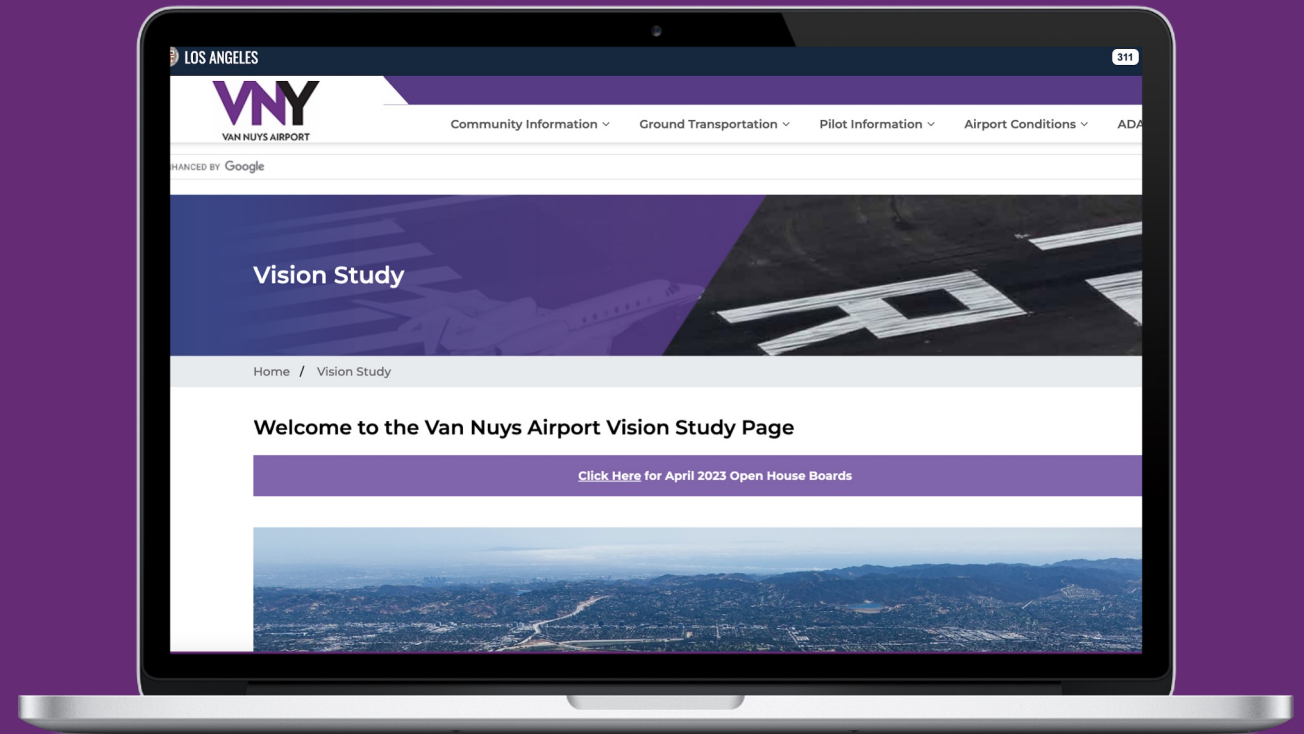 LOS ANGELES
311
VNY
VAN NUYS AIRPORT
Community Information
Ground Transportation
Pilot Information
Airport Conditions
ADA
HANCED BY Google
Vision Study
Home / Vision Study
Welcome to the Van Nuys Airport Vision Study Page
Click Here for April 2023 Open House Boards